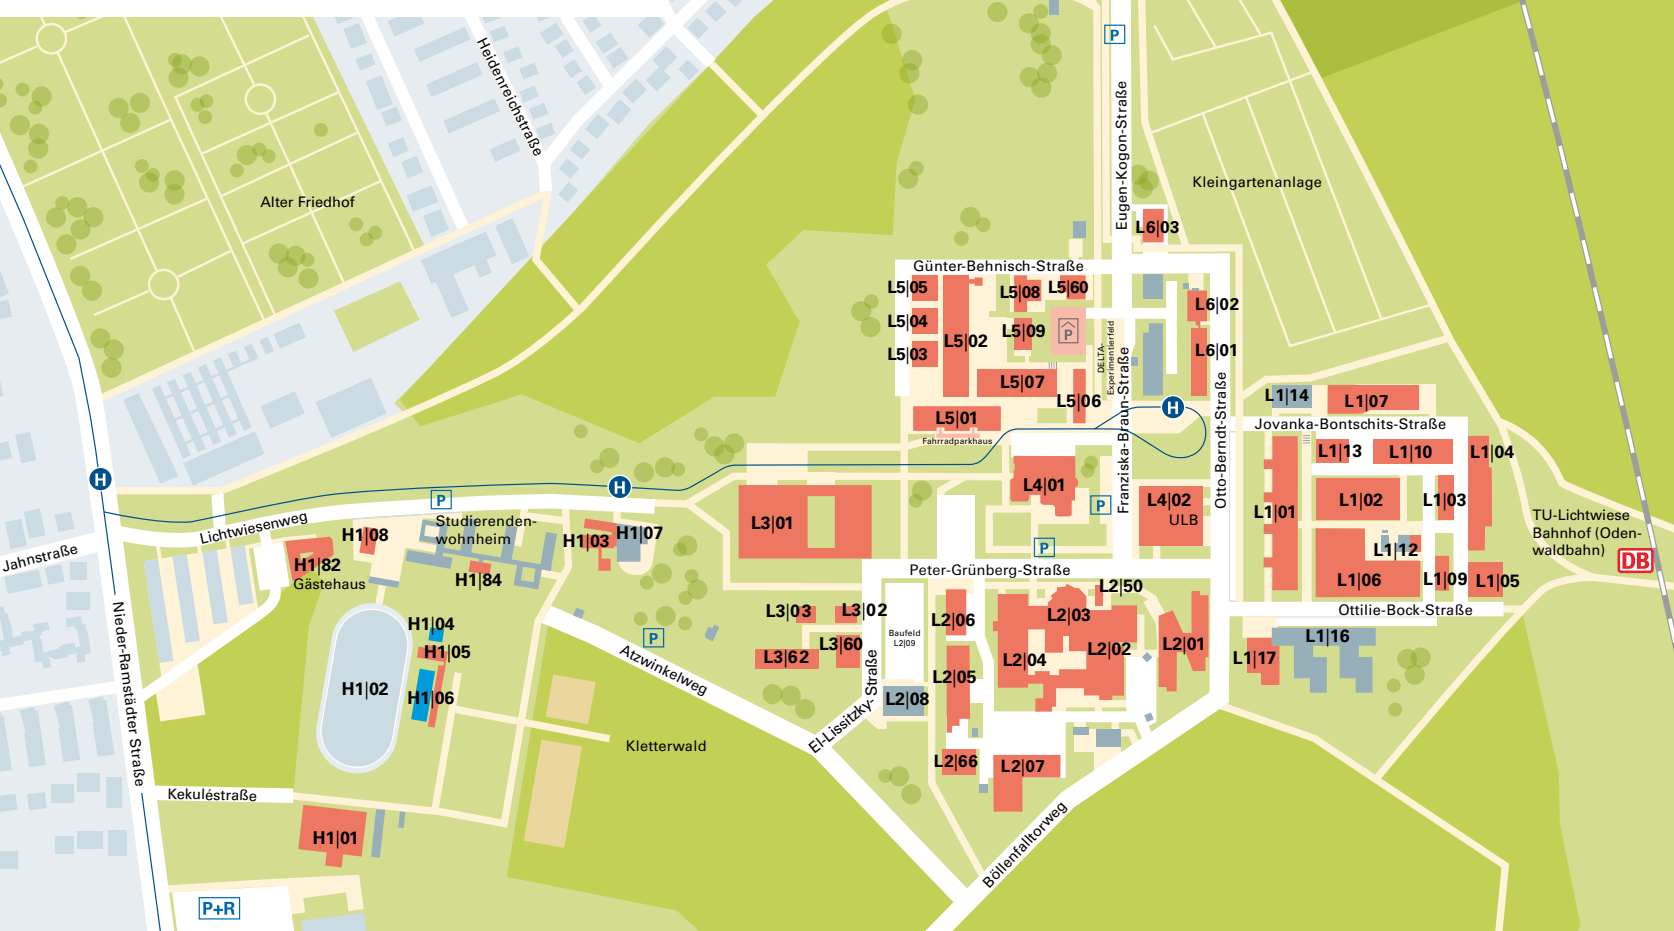 P
Heidenreichstraße
Eugen-Kogon-Straße
Alter Friedhof
Kleingartenanlage
L6|03
Günter-Behnisch-Straße
L5|05
L5|08
L5|60
L6|02
L5|04
L5|02
L5|09
P
L5|03
DELTA-
Experimentierfeld
Franziska-Braun-Straße
L6|01
L5|07
L5|06
L5|01
Fahrradparkhaus
H
Otto-Berndt-Straße
L1|14
L1|07
Jovanka-Bontschits-Straße
L1|13
L1|10
L1|04
L1|01
L1|02
L1|03
L1|12
L1|06
L1|09
L1|05
TU-Lichtwiese
Bahnhof (Oden-
waldbahn)
DB
Ottilie-Bock-Straße
L1|16
L1|17
H
H
P
P
L4|01
L4|02
ULB
P
L3|01
Lichtwiesenweg
Jahnstraße
H1|08
Studierenden-
wohnheim
H1|03
H1|07
H1|82
Gästehaus
H1|84
Peter-Grünberg-Straße
L2|50
L3|03
L3|02
L2|06
L2|03
Baufeld
L2|09
L3|60
L3|62
L2|04
L2|02
L2|01
L2|05
L2|08
H1|04
H1|05
H1|02
H1|06
P
Atzwinkelweg
El-Lissitzky-Straße
Nieder-Ramstädter Straße
Kletterwald
L2|66
L2|07
Kekuléstraße
H1|01
Böllenfalltorweg
P+R